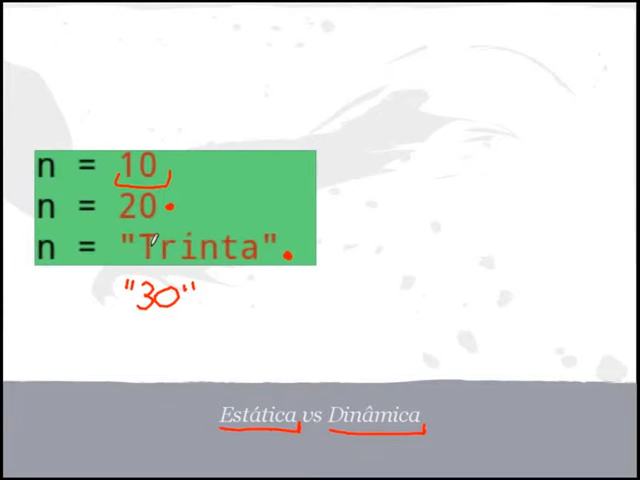 n = 10
n = 20
n = "Trinta"
"30"
Estática vs Dinâmica